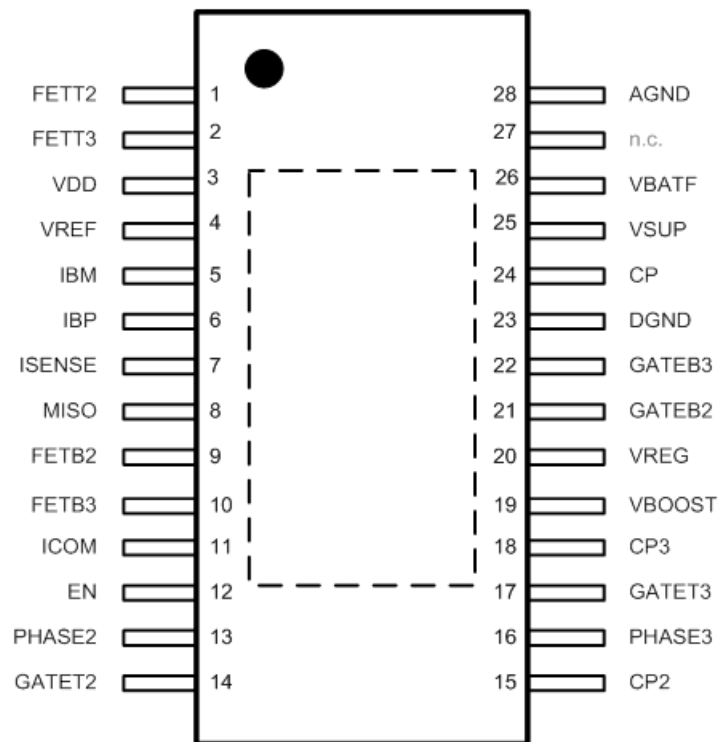 FETT2 1 28 AGND
FETT3 2 27 n.c.
VDD 3 26 VBATF
VREF 4 25 VSUP
IBM 5 24 CP
IBP 6 23 DGND
ISENSE 7 22 GATEB3
MISO 8 21 GATEB2
FETB2 9 20 VREG
FETB3 10 19 VBOOST
ICOM 11 18 CP3
EN 12 17 GATET3
PHASE2 13 16 PHASE3
GATET2 14 15 CP2